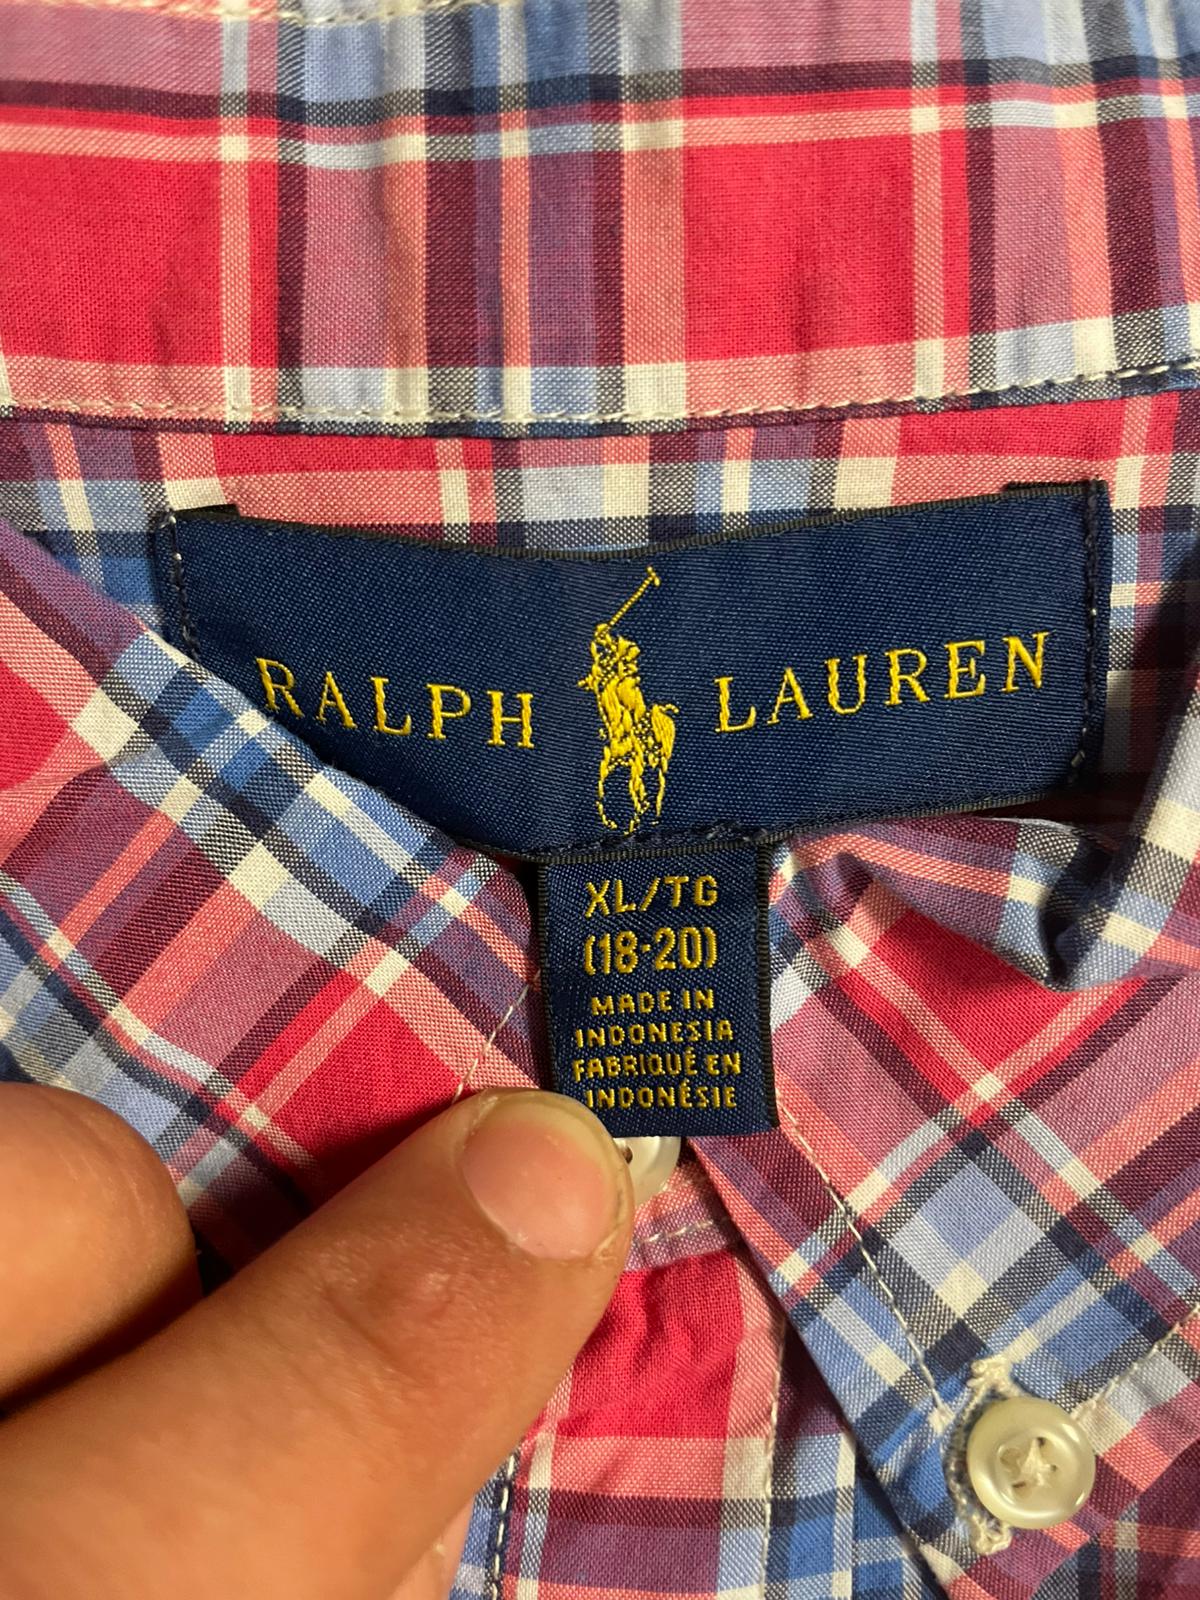 RALPH LAUREN
XL/TG
(18-20)
MADE IN
INDONESIA
FABRIQUÉ EN
INDONÉSIE